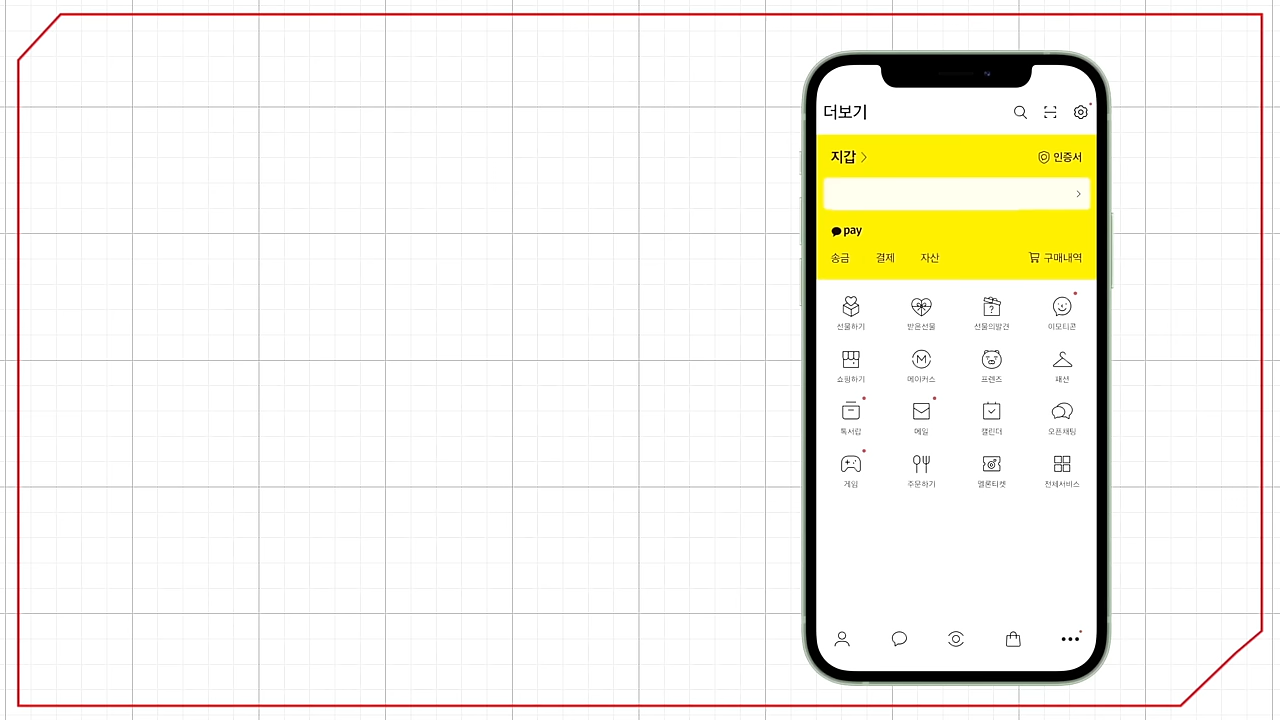 더보기
지갑
인증서
pay
송금 결제 자산 구매내역
선물하기 받은선물 선물의발견 이모티콘
쇼핑하기 메이커스 프렌즈 패션
톡서랍 메일 캘린더 오픈채팅
게임 주문하기 멜론티켓 전체서비스